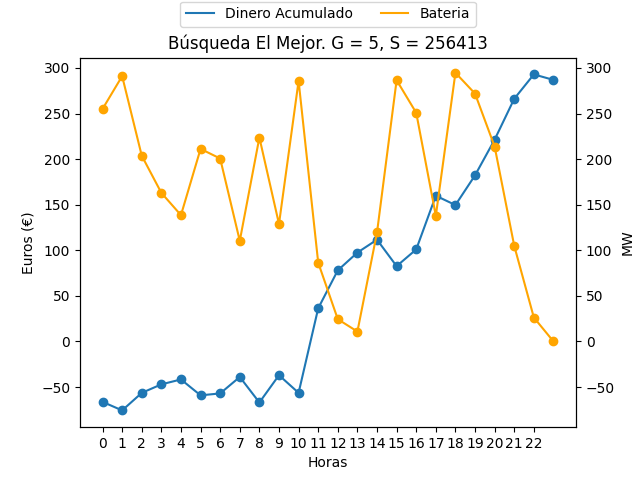 Dinero Acumulado Bateria
Búsqueda El Mejor. G = 5, S = 256413
300 300
250 250
200 200
150 150
100 100
50 50
0 0
−50 −50
Euros (€)
MW
0 1 2 3 4 5 6 7 8 9 10 11 12 13 14 15 16 17 18 19 20 21 22
Horas